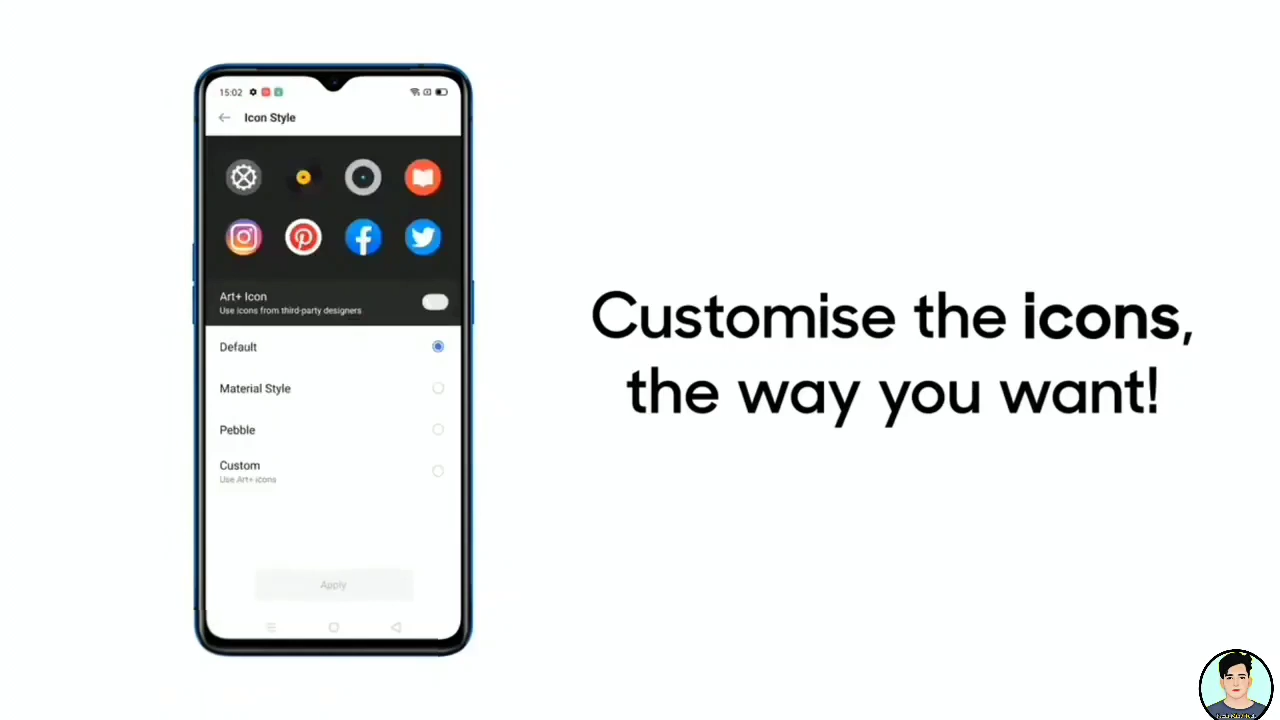 15:02
Icon Style
Art+ Icon
Use icons from third-party designers
Default
Material Style
Pebble
Custom
Use Art+ icons
Apply
Customise the icons,
the way you want!